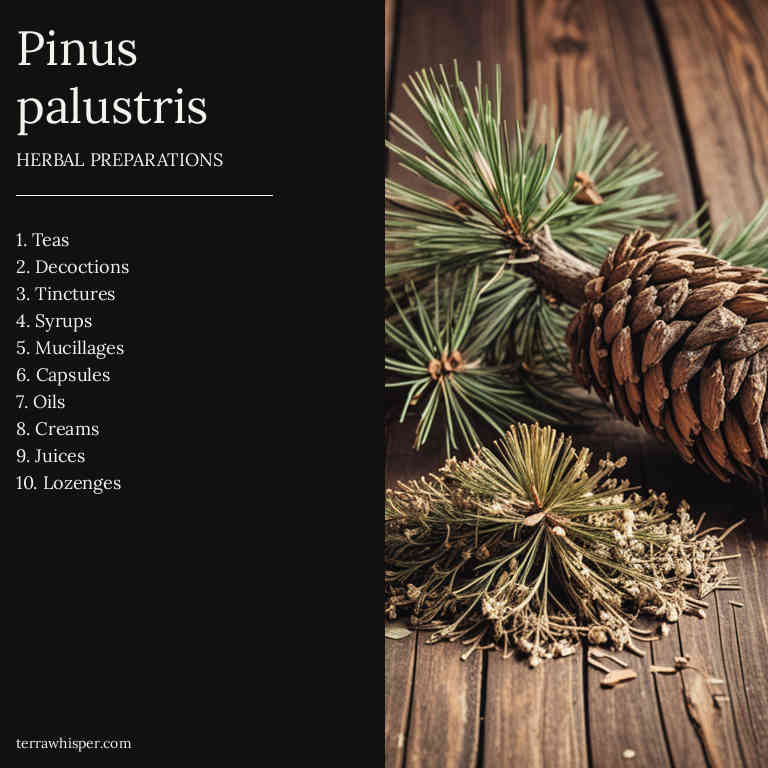 Pinus
palustris
HERBAL PREPARATIONS
1. Teas
2. Decoctions
3. Tinctures
4. Syrups
5. Mucillages
6. Capsules
7. Oils
8. Creams
9. Juices
10. Lozenges
terrawhisper.com